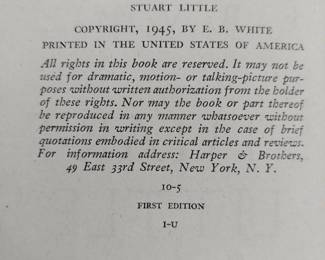 STUART LITTLE
COPYRIGHT, 1945, BY E. B. WHITE
PRINTED IN THE UNITED STATES OF AMERICA
All rights in this book are reserved. It may not be
used for dramatic, motion- or talking-picture pur-
poses without written authorization from the holder
of these rights. Nor may the book or part thereof
be reproduced in any manner whatsoever without
permission in writing except in the case of brief
quotations embodied in critical articles and reviews.
For information address: Harper & Brothers,
49 East 33rd Street, New York, N. Y.
10-5
FIRST EDITION
I-U